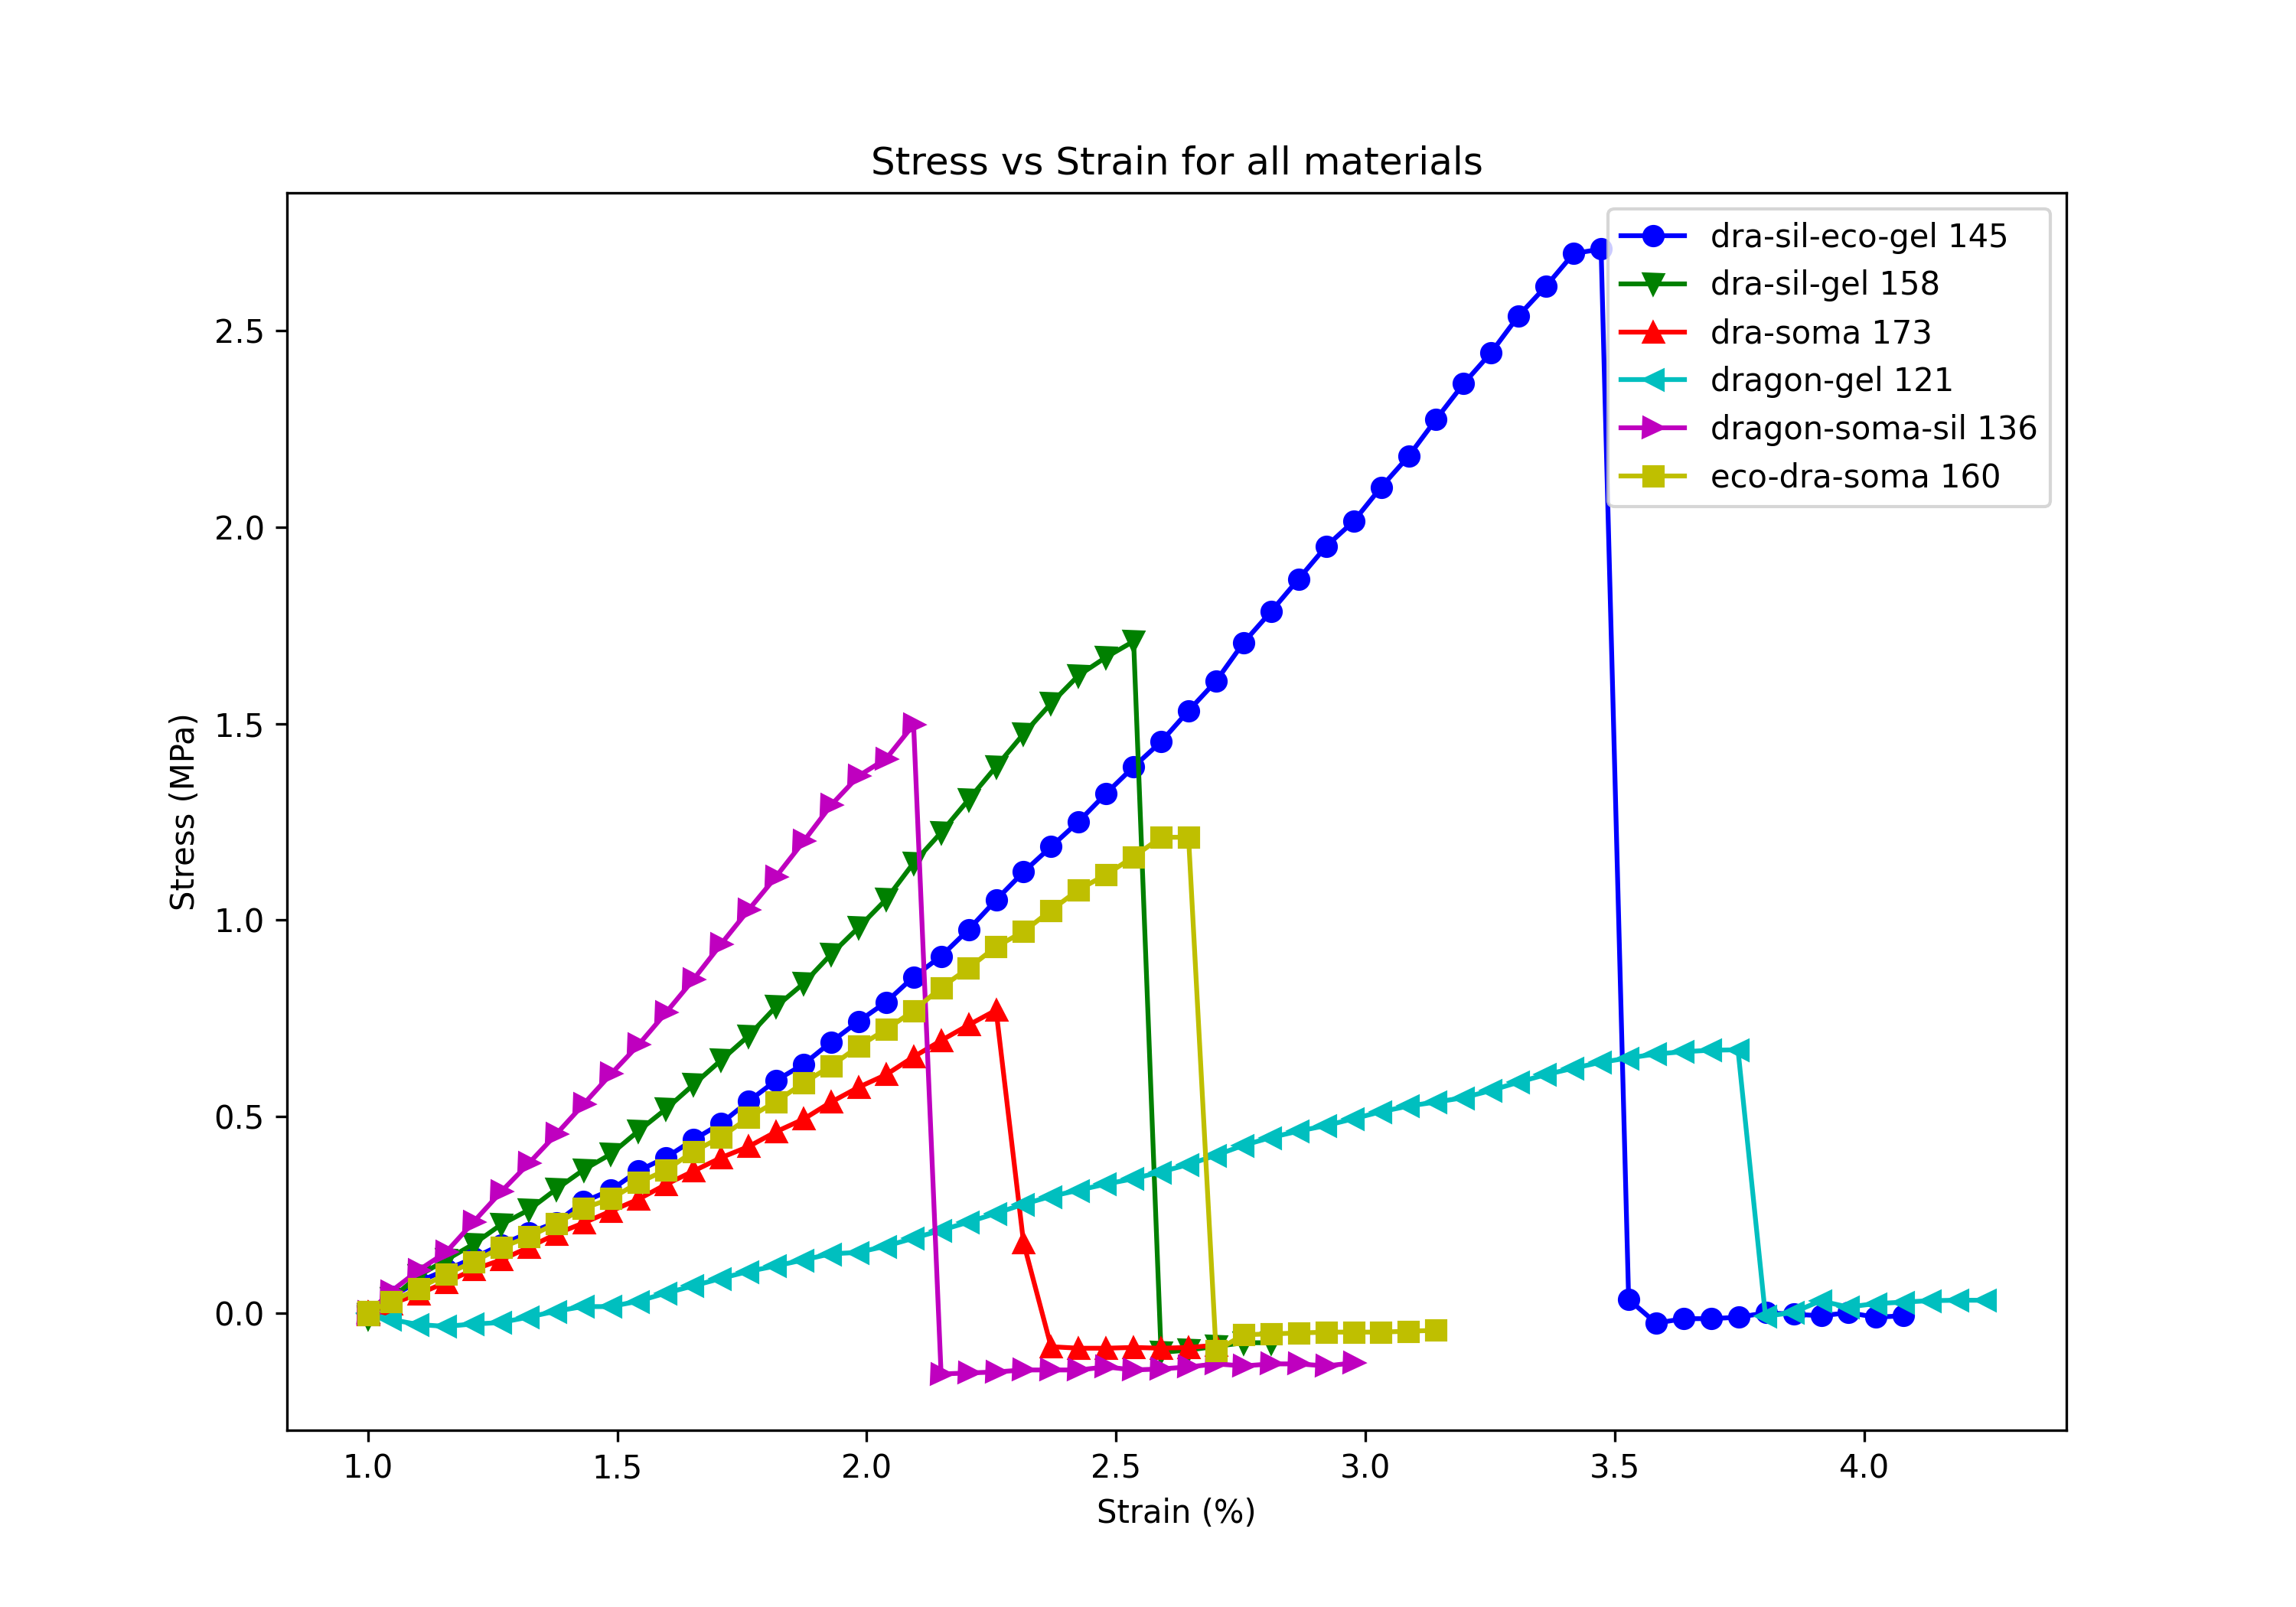 Stress vs Strain for all materials
dra-sil-eco-gel 145
dra-sil-gel 158
dra-soma 173
dragon-gel 121
dragon-soma-sil 136
eco-dra-soma 160
Stress (MPa)
2.5
2.0
1.5
1.0
0.5
0.0
1.0 1.5 2.0 2.5 3.0 3.5 4.0
Strain (%)